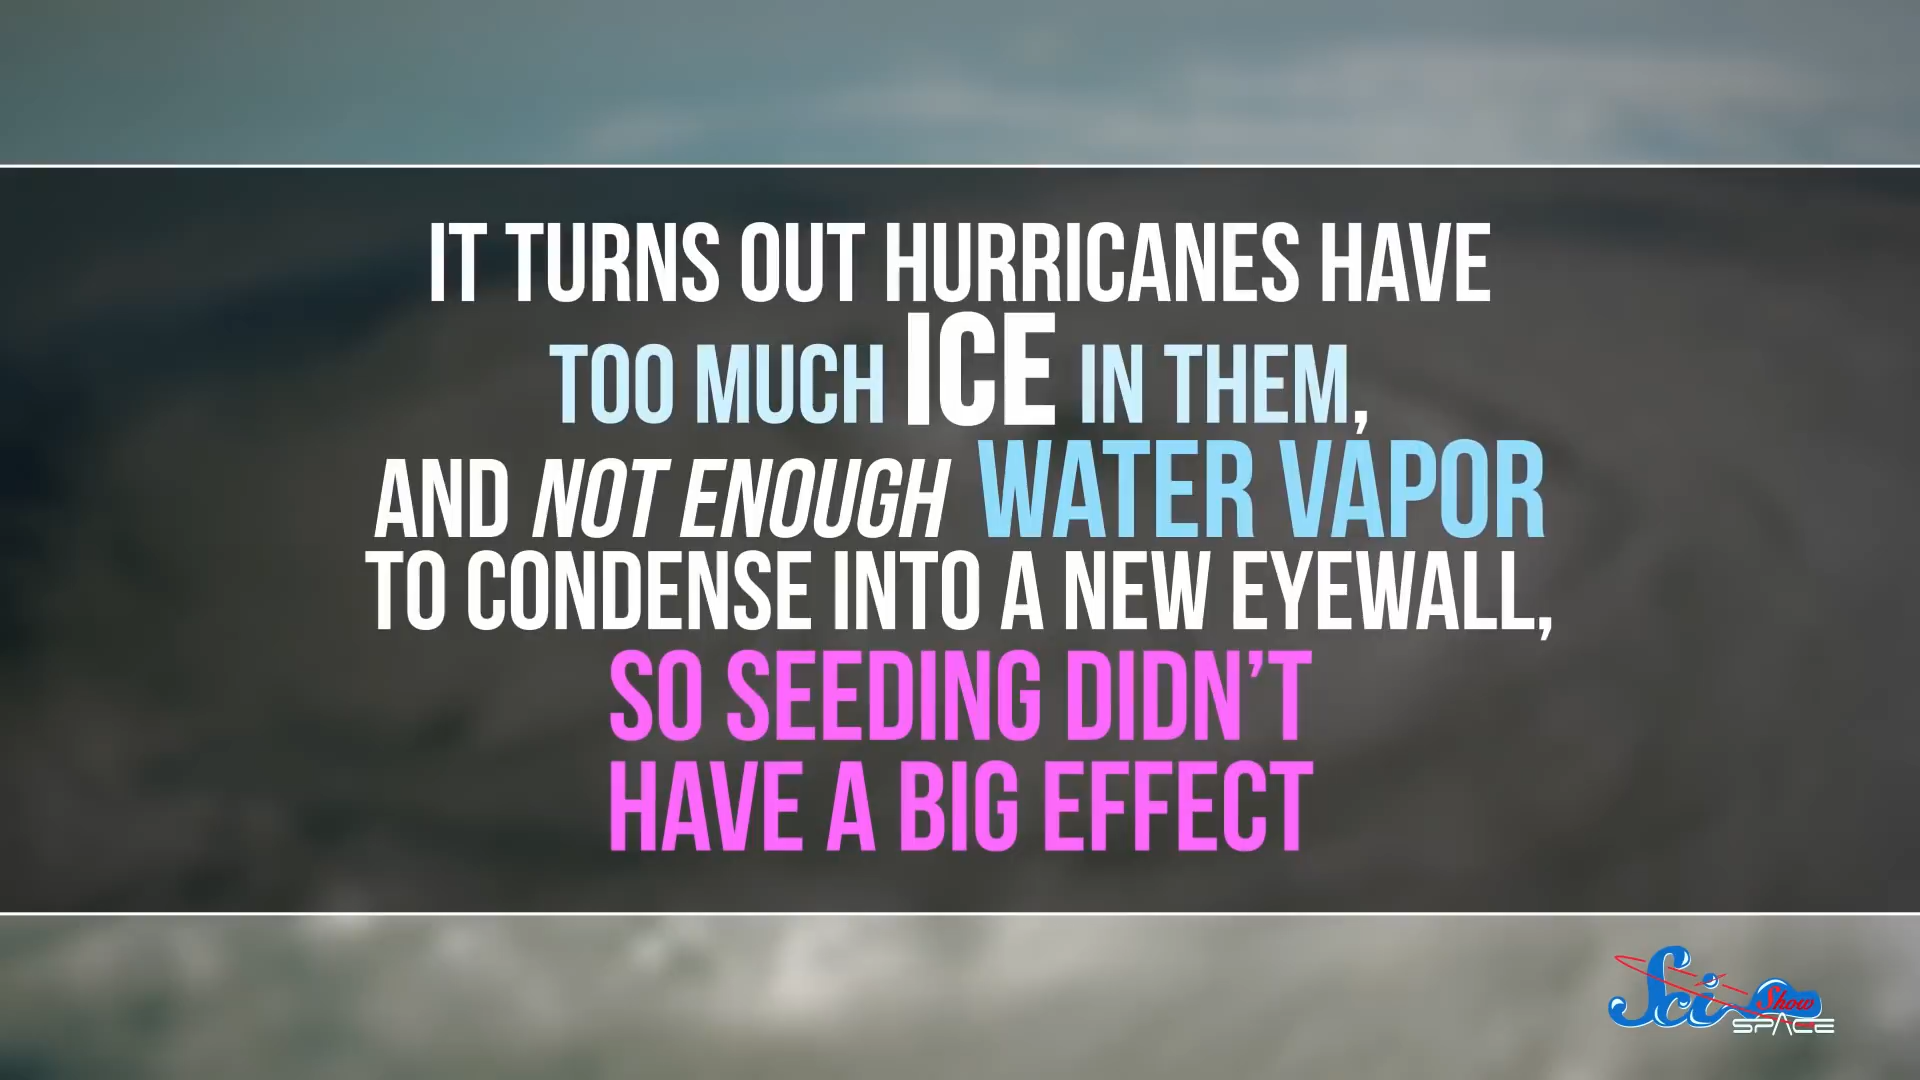 IT TURNS OUT HURRICANES HAVE
TOO MUCH ICE IN THEM,
AND NOT ENOUGH WATER VAPOR
TO CONDENSE INTO A NEW EYEWALL,
SO SEEDING DIDN’T
HAVE A BIG EFFECT
Sci Show
SPACE